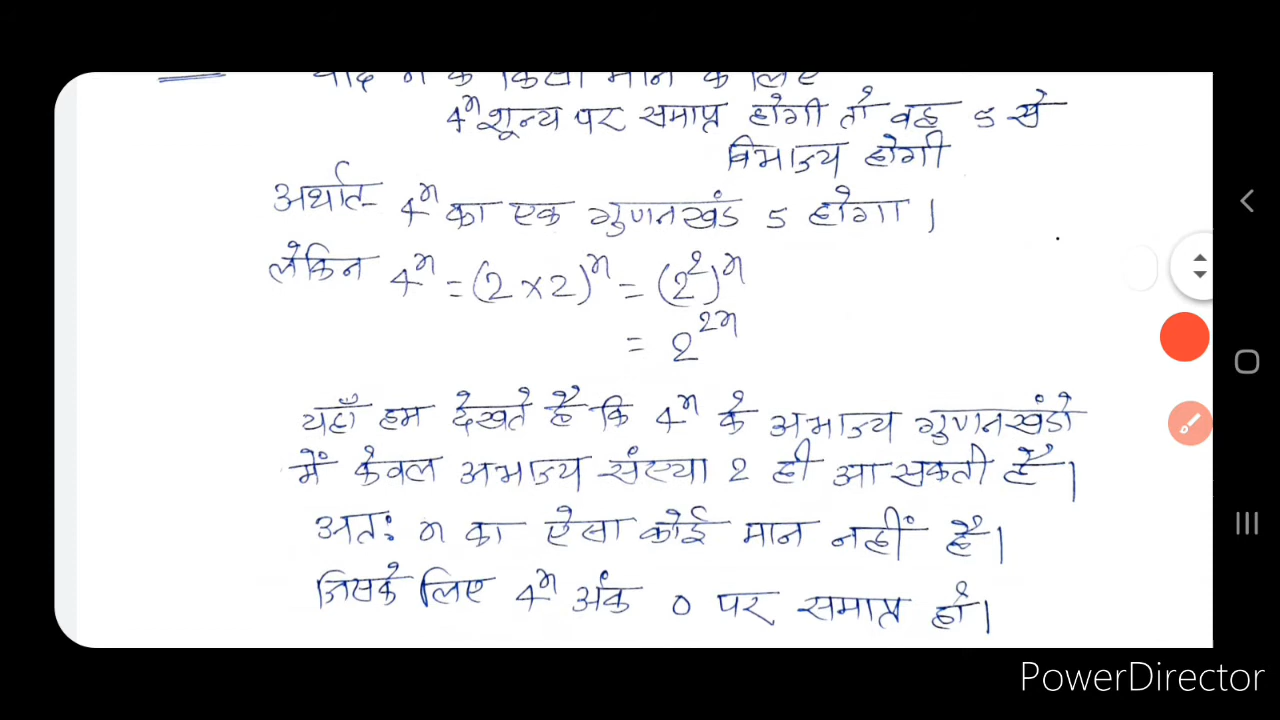 यदि n के किसी मान के लिए
4ⁿ शून्य पर समाप्त होगी तो वह 5 से
विभाज्य होगी
अर्थात- 4ⁿ का एक गुणनखंड 5 होगा।
लेकिन 4ⁿ = (2×2)ⁿ = (2²)ⁿ
= 2²ⁿ
यहाँ हम देखते है कि 4ⁿ के अभाज्य गुणनखंडो
में केवल अभाज्य संख्या 2 ही आ सकती है।
अतः n का ऐसा कोई मान नहीं है।
जिसके लिए 4ⁿ अंक 0 पर समाप्त हो।
PowerDirector